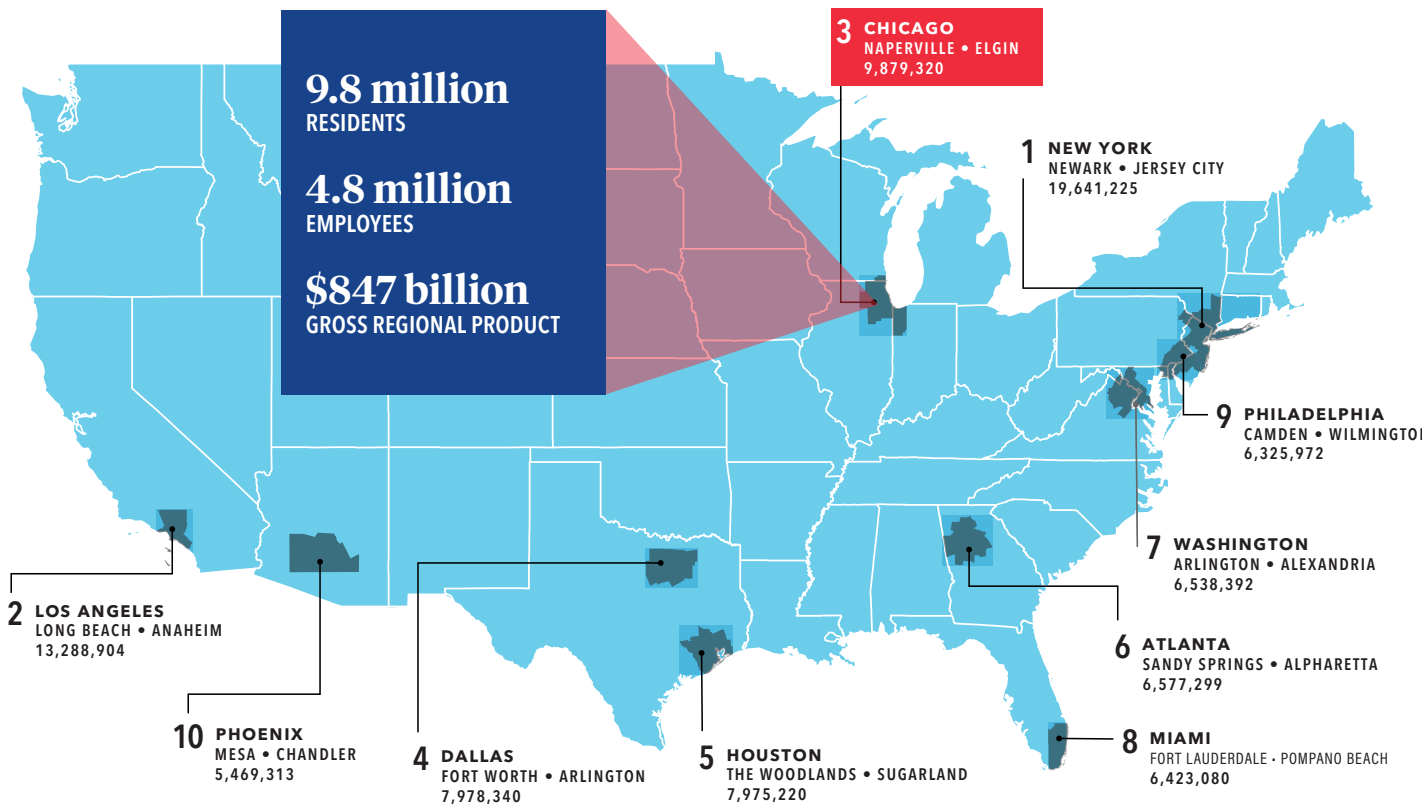 9.8 million
RESIDENTS
4.8 million
EMPLOYEES
$847 billion
GROSS REGIONAL PRODUCT
3 CHICAGO
NAPERVILLE • ELGIN
9,879,320
1 NEW YORK
NEWARK • JERSEY CITY
19,641,225
9 PHILADELPHIA
CAMDEN • WILMINGTON
6,325,972
7 WASHINGTON
ARLINGTON • ALEXANDRIA
6,538,392
2 LOS ANGELES
LONG BEACH • ANAHEIM
13,288,904
6 ATLANTA
SANDY SPRINGS • ALPHARETTA
6,577,299
10 PHOENIX
MESA • CHANDLER
5,469,313
4 DALLAS
FORT WORTH • ARLINGTON
7,978,340
5 HOUSTON
THE WOODLANDS • SUGARLAND
7,975,220
8 MIAMI
FORT LAUDERDALE · POMPANO BEACH
6,423,080